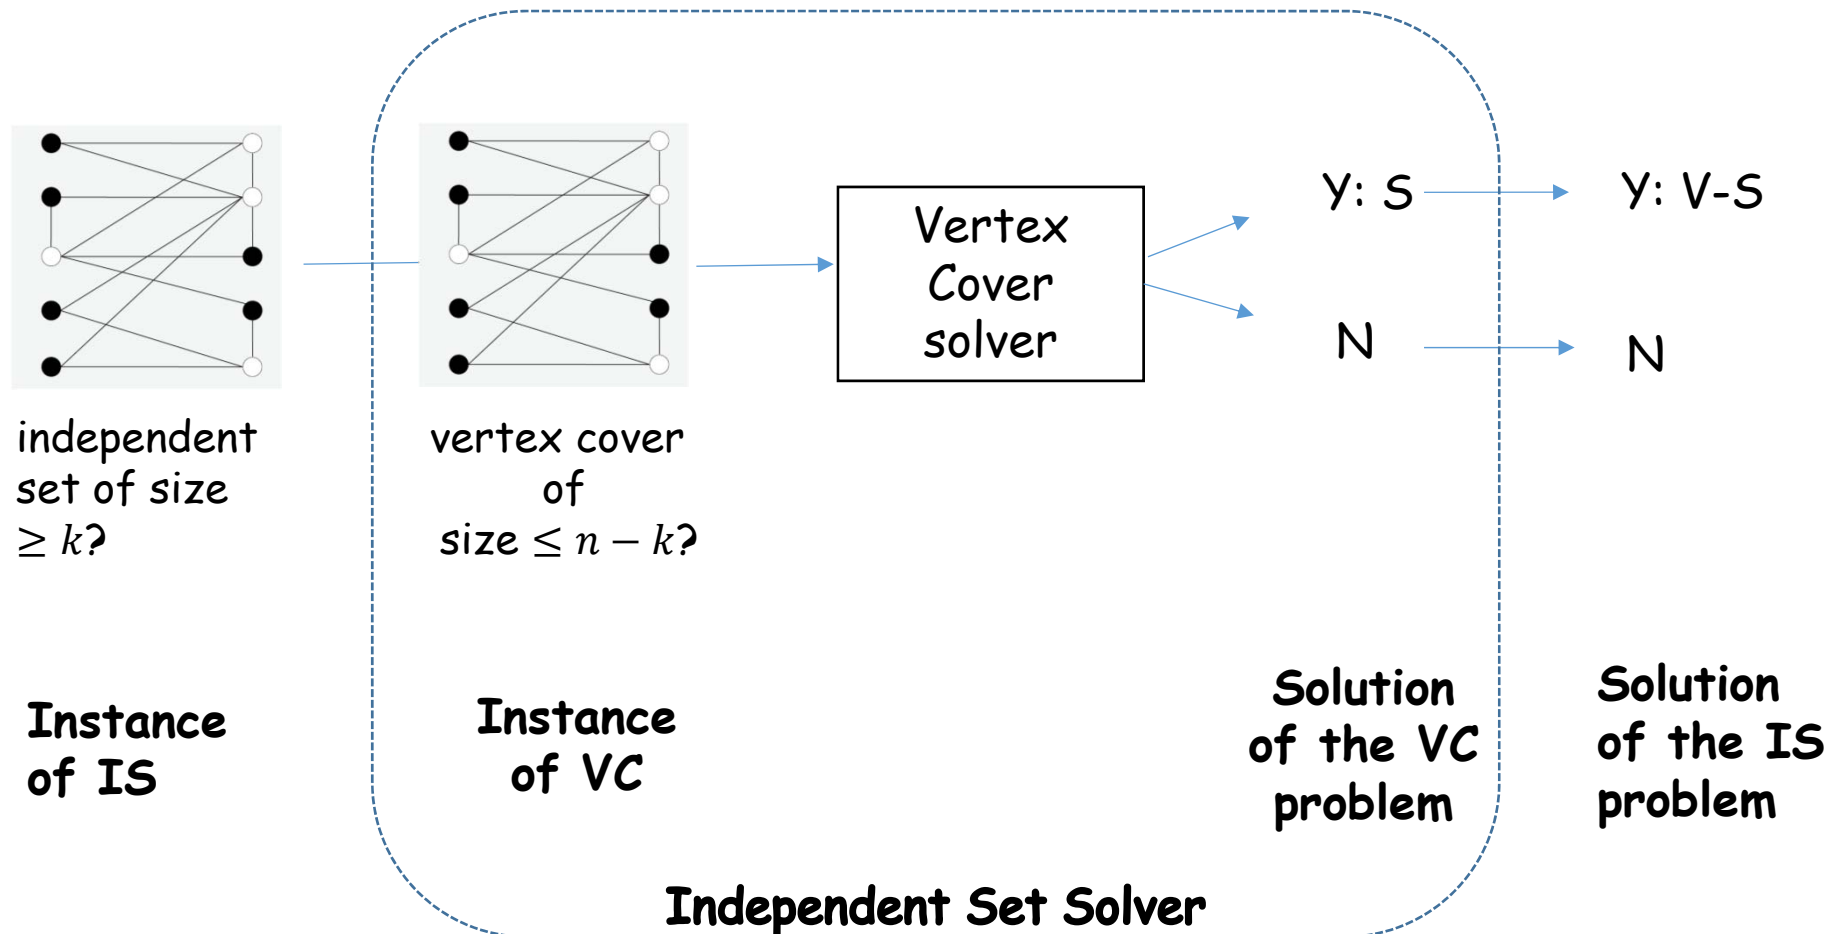 independent
set of size
≥ k?
vertex cover
of
size ≤ n − k?
Vertex
Cover
solver
Y: S
N
Y: V-S
N
Instance
of IS
Instance
of VC
Solution
of the VC
problem
Solution
of the IS
problem
Independent Set Solver